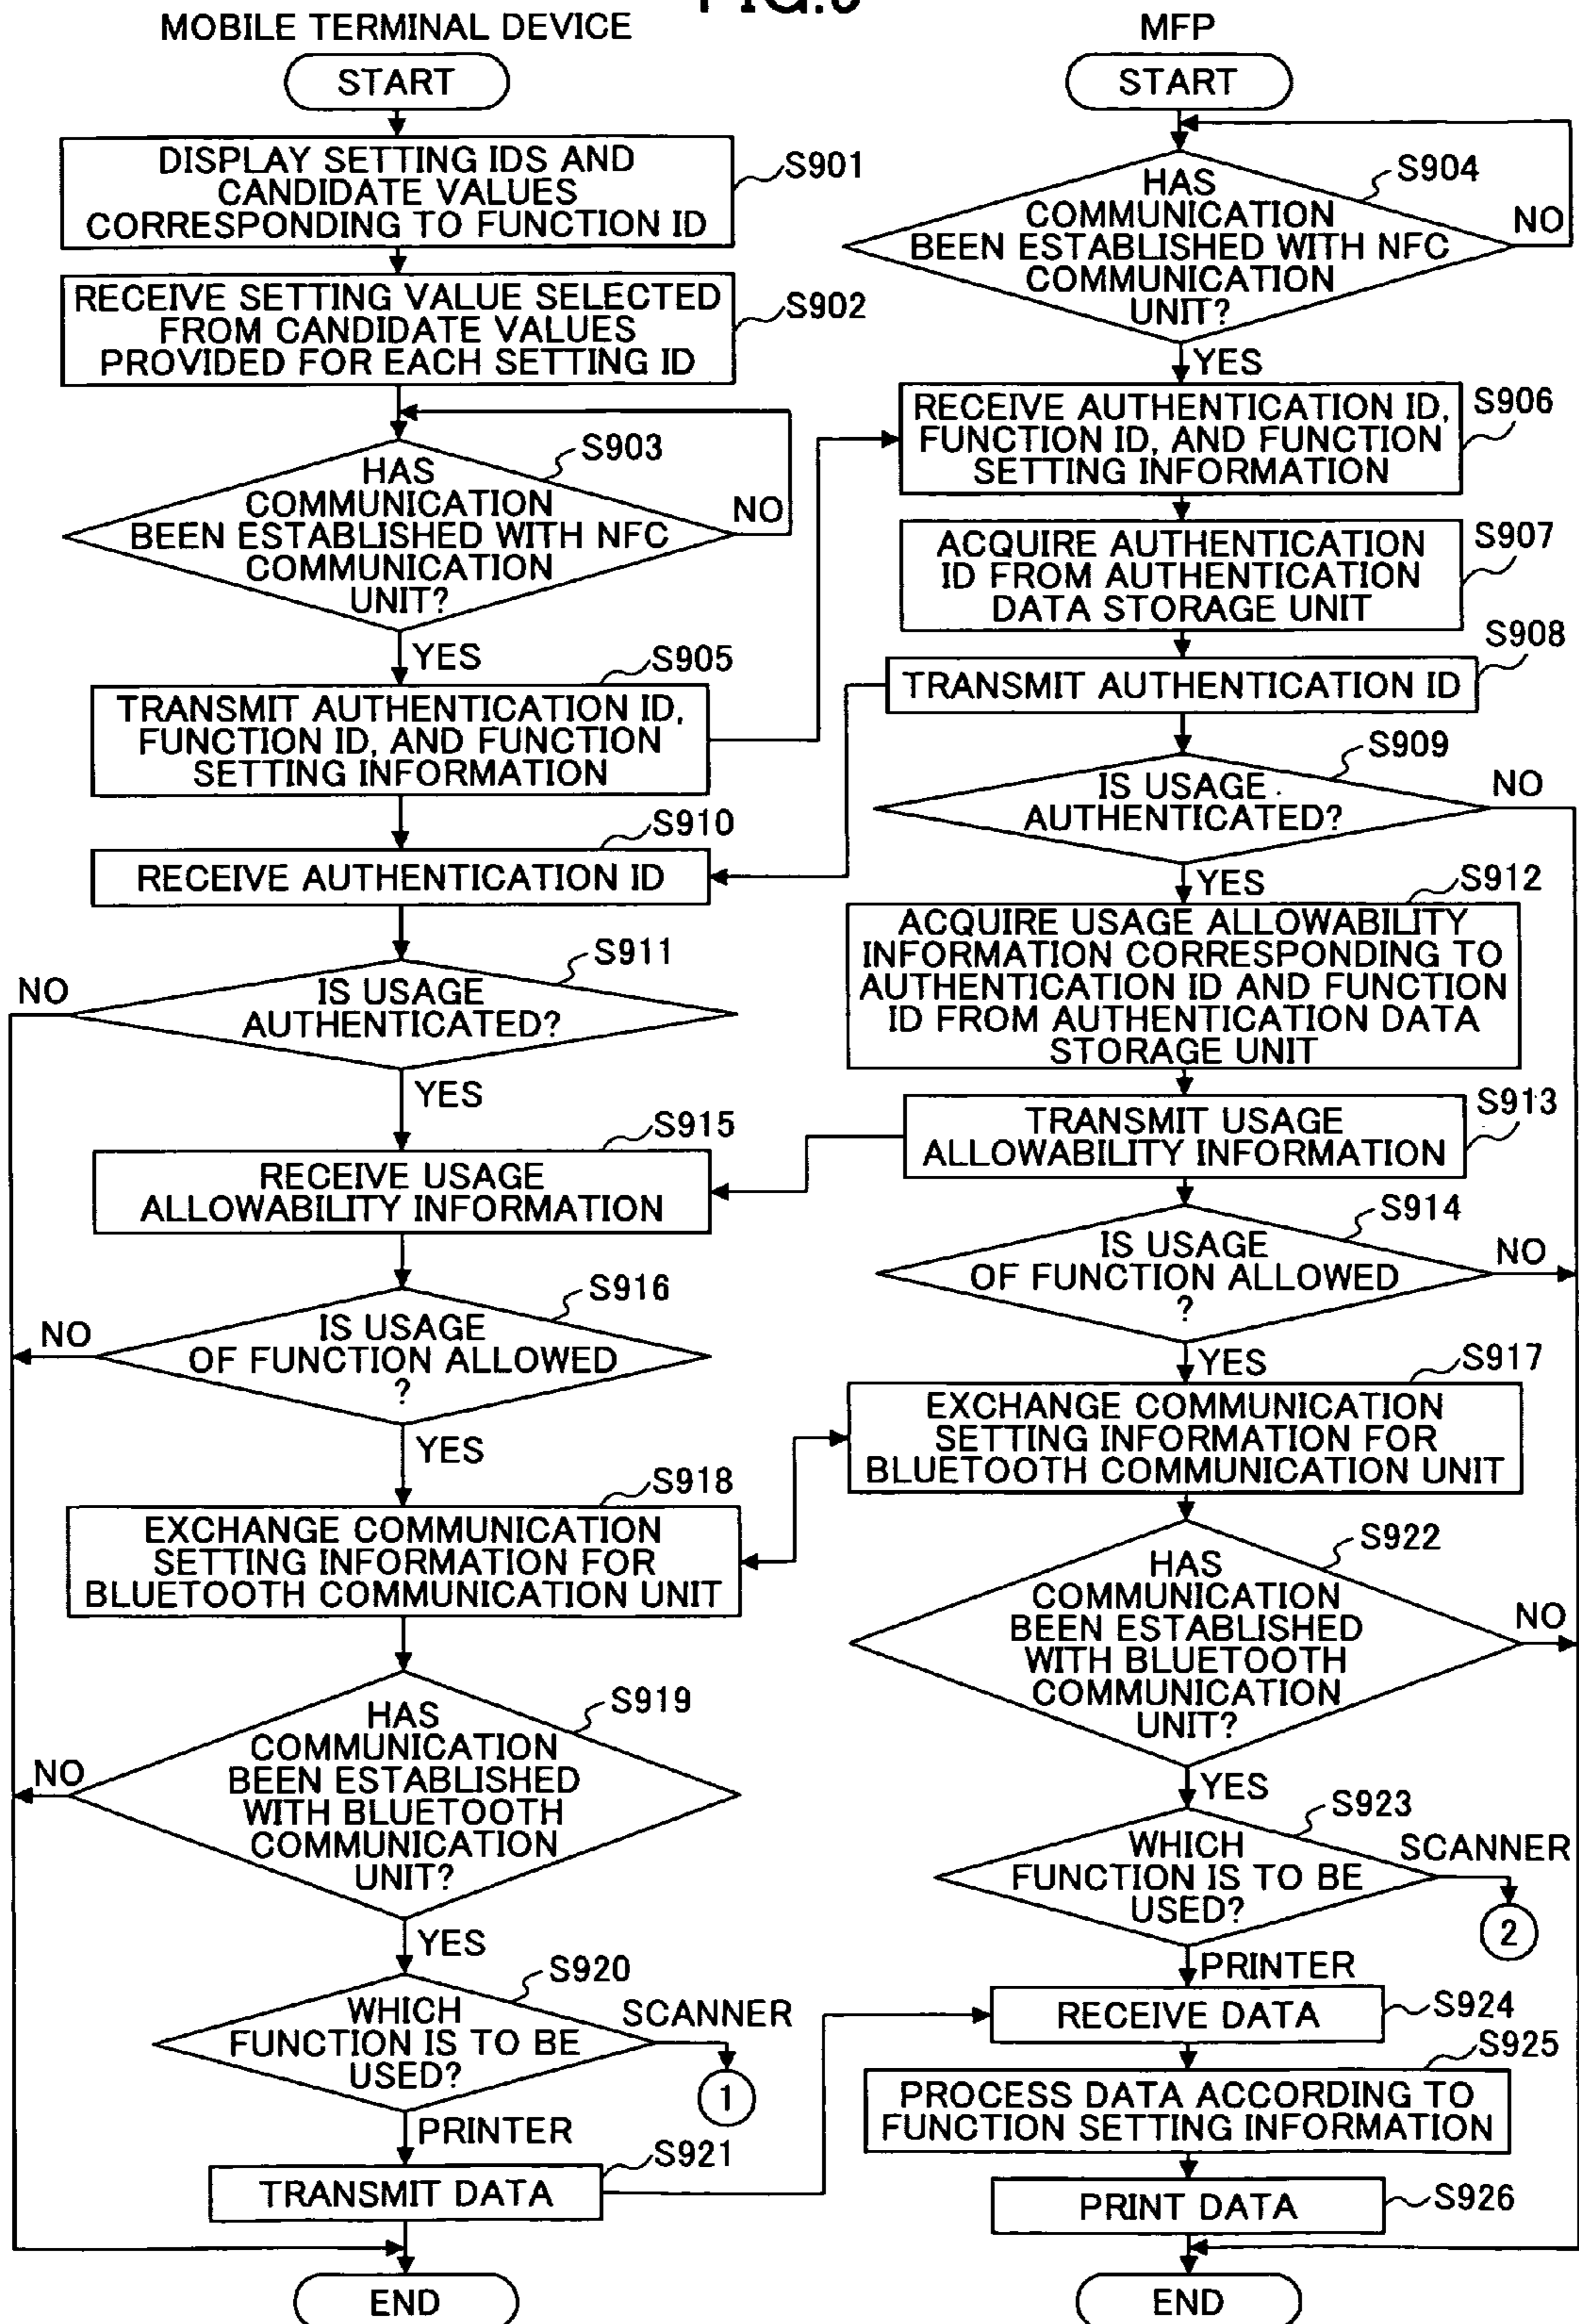 MOBILE TERMINAL DEVICE
START
DISPLAY SETTING IDS AND
CANDIDATE VALUES
CORRESPONDING TO FUNCTION ID
S901
RECEIVE SETTING VALUE SELECTED
FROM CANDIDATE VALUES
PROVIDED FOR EACH SETTING ID
S902
HAS
COMMUNICATION
BEEN ESTABLISHED WITH NFC
COMMUNICATION
UNIT?
S903
NO
YES
TRANSMIT AUTHENTICATION ID,
FUNCTION ID, AND FUNCTION
SETTING INFORMATION
S905
RECEIVE AUTHENTICATION ID
S910
IS USAGE
AUTHENTICATED?
S911
NO
YES
RECEIVE USAGE
ALLOWABILITY INFORMATION
S915
IS USAGE
OF FUNCTION ALLOWED
?
S916
NO
YES
EXCHANGE COMMUNICATION
SETTING INFORMATION FOR
BLUETOOTH COMMUNICATION UNIT
S918
HAS
COMMUNICATION
BEEN ESTABLISHED
WITH BLUETOOTH
COMMUNICATION
UNIT?
S919
NO
YES
WHICH
FUNCTION IS TO BE
USED?
S920
SCANNER
1
PRINTER
TRANSMIT DATA
S921
END
MFP
START
HAS
COMMUNICATION
BEEN ESTABLISHED WITH NFC
COMMUNICATION
UNIT?
S904
NO
YES
RECEIVE AUTHENTICATION ID,
FUNCTION ID, AND FUNCTION
SETTING INFORMATION
S906
ACQUIRE AUTHENTICATION
ID FROM AUTHENTICATION
DATA STORAGE UNIT
S907
TRANSMIT AUTHENTICATION ID
S908
IS USAGE
AUTHENTICATED?
S909
NO
YES
ACQUIRE USAGE ALLOWABILITY
INFORMATION CORRESPONDING TO
AUTHENTICATION ID AND FUNCTION
ID FROM AUTHENTICATION DATA
STORAGE UNIT
S912
TRANSMIT USAGE
ALLOWABILITY INFORMATION
S913
IS USAGE
OF FUNCTION ALLOWED
?
S914
NO
YES
EXCHANGE COMMUNICATION
SETTING INFORMATION FOR
BLUETOOTH COMMUNICATION UNIT
S917
HAS
COMMUNICATION
BEEN ESTABLISHED
WITH BLUETOOTH
COMMUNICATION
UNIT?
S922
NO
YES
WHICH
FUNCTION IS TO BE
USED?
S923
SCANNER
2
PRINTER
RECEIVE DATA
S924
PROCESS DATA ACCORDING TO
FUNCTION SETTING INFORMATION
S925
PRINT DATA
S926
END